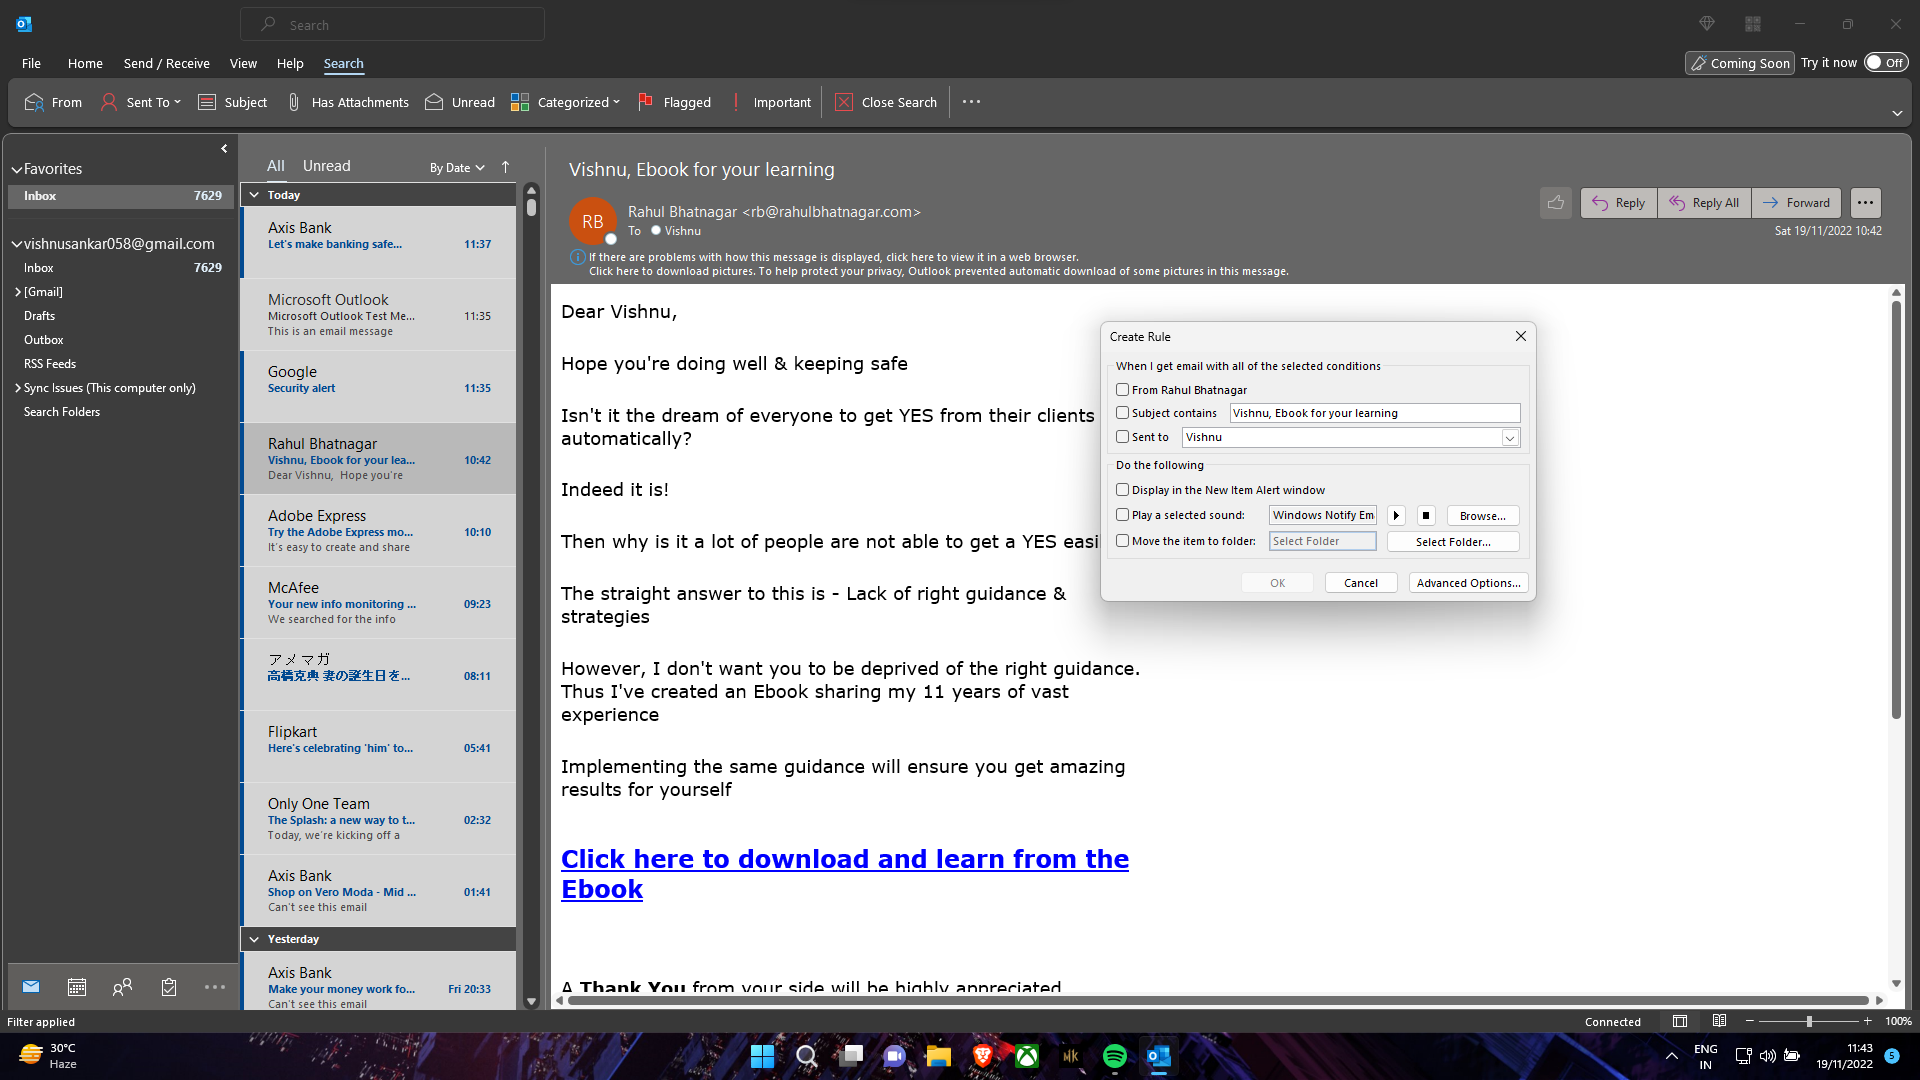 Search
File Home Send / Receive View Help Search
Coming Soon Try it now Off
From Sent To Subject Has Attachments Unread Categorized Flagged Important Close Search
Favorites
Inbox 7629
vishnusankar058@gmail.com
Inbox 7629
[Gmail]
Drafts
Outbox
RSS Feeds
Sync Issues (This computer only)
Search Folders
All Unread By Date
Today
Axis Bank
Let's make banking safe... 11:37
Microsoft Outlook
Microsoft Outlook Test Me... 11:35
This is an email message
Google
Security alert 11:35
Rahul Bhatnagar
Vishnu, Ebook for your lea... 10:42
Dear Vishnu, Hope you're
Adobe Express
Try the Adobe Express mo... 10:10
It's easy to create and share
McAfee
Your new info monitoring ... 09:23
We searched for the info
アメマガ
高橋克典 妻の誕生日を... 08:11
Flipkart
Here's celebrating 'him' to... 05:41
Only One Team
The Splash: a new way to t... 02:32
Today, we're kicking off a
Axis Bank
Shop on Vero Moda - Mid ... 01:41
Can't see this email
Yesterday
Axis Bank
Make your money work fo... Fri 20:33
Can't see this email
Vishnu, Ebook for your learning
RB
Rahul Bhatnagar <rb@rahulbhatnagar.com>
To Vishnu
Reply Reply All Forward
Sat 19/11/2022 10:42
If there are problems with how this message is displayed, click here to view it in a web browser.
Click here to download pictures. To help protect your privacy, Outlook prevented automatic download of some pictures in this message.
Dear Vishnu,
Hope you're doing well & keeping safe
Isn't it the dream of everyone to get YES from their clients
automatically?
Indeed it is!
Then why is it a lot of people are not able to get a YES easi
The straight answer to this is - Lack of right guidance &
strategies
However, I don't want you to be deprived of the right guidance.
Thus I've created an Ebook sharing my 11 years of vast
experience
Implementing the same guidance will ensure you get amazing
results for yourself
Click here to download and learn from the
Ebook
A Thank You from your side will be highly appreciated
Create Rule
When I get email with all of the selected conditions
From Rahul Bhatnagar
Subject contains Vishnu, Ebook for your learning
Sent to Vishnu
Do the following
Display in the New Item Alert window
Play a selected sound: Windows Notify Em Browse...
Move the item to folder: Select Folder Select Folder...
OK Cancel Advanced Options...
Filter applied
Connected 100%
30°C
Haze
MK
ENG
IN
11:43
19/11/2022
5